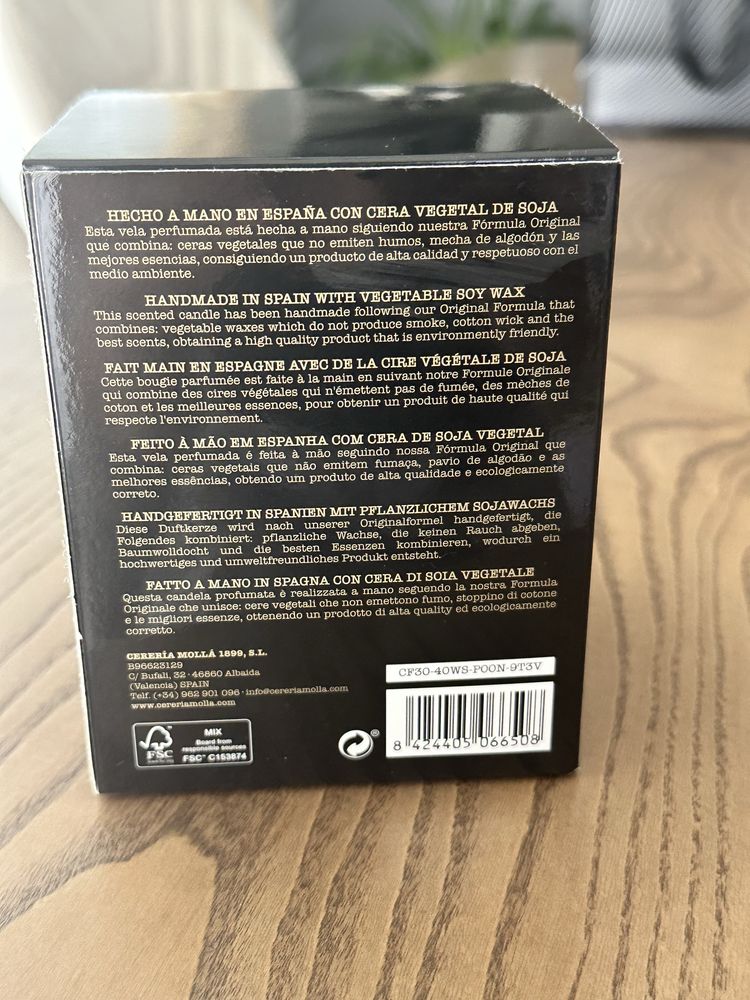 HECHO A MANO EN ESPAÑA CON CERA VEGETAL DE SOJA
Esta vela perfumada está hecha a mano siguiendo nuestra Fórmula Original
que combina: ceras vegetales que no emiten humos, mecha de algodón y las
mejores esencias, consiguiendo un producto de alta calidad y respetuoso con el
medio ambiente.
HANDMADE IN SPAIN WITH VEGETABLE SOY WAX
This scented candle has been handmade following our Original Formula that
combines: vegetable waxes which do not produce smoke, cotton wick and the
best scents, obtaining a high quality product that is environmently friendly.
FAIT MAIN EN ESPAGNE AVEC DE LA CIRE VÉGÉTALE DE SOJA
Cette bougie parfumée est faite à la main en suivant notre Formule Originale
qui combine des cires végétales qui n'émettent pas de fumée, des mèches de
coton et les meilleures essences, pour obtenir un produit de haute qualité qui
respecte l'environnement.
FEITO À MÃO EM ESPANHA COM CERA DE SOJA VEGETAL
Esta vela perfumada é feita à mão seguindo nossa Fórmula Original que
combina: ceras vegetais que não emitem fumaça, pavio de algodão e as
melhores essências, obtendo um produto de alta qualidade e ecologicamente
correto.
HANDGEFERTIGT IN SPANIEN MIT PFLANZLICHEM SOJAWACHS
Diese Duftkerze wird nach unserer Originalformel handgefertigt, die
Folgendes kombiniert: pflanzliche Wachse, die keinen Rauch abgeben,
Baumwolldocht und die besten Essenzen kombinieren, wodurch ein
hochwertiges und umweltfreundliches Produkt entsteht.
FATTO A MANO IN SPAGNA CON CERA DI SOIA VEGETALE
Questa candela profumata è realizzata a mano seguendo la nostra Formula
Originale che unisce: cere vegetali che non emettono fumo, stoppino di cotone
e le migliori essenze, ottenendo un prodotto di alta quality ed ecologicamente
corretto.
CERERÍA MOLLÁ 1899, S.L.
B96623129
C/ Bufali, 32 · 46860 Albaida
(Valencia) SPAIN
Telf. (+34) 962 901 096 · info@cereriamolla.com
www.cereriamolla.com
CF30-40WS-POON-9T3V
FSC
MIX
Board from
responsible sources
FSC® C153874
8 424405 066508